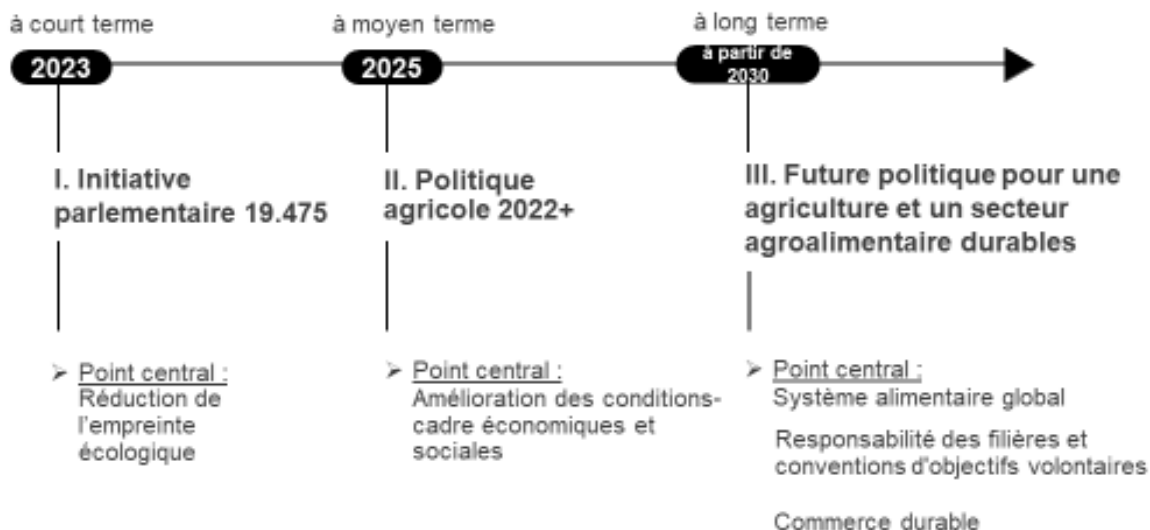 à court terme
2023
I. Initiative
parlementaire 19.475
➢ Point central :
Réduction de
l'empreinte
écologique
à moyen terme
2025
II. Politique
agricole 2022+
➢ Point central :
Amélioration des conditions-
cadre économiques et
sociales
à long terme
à partir de
2030
III. Future politique pour une
agriculture et un secteur
agroalimentaire durables
➢ Point central :
Système alimentaire global
Responsabilité des filières et
conventions d'objectifs volontaires
Commerce durable